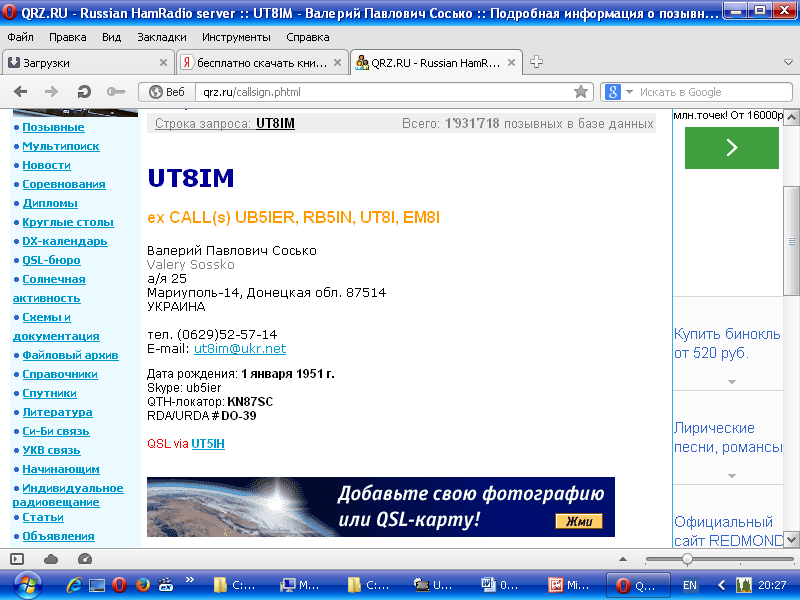 QRZ.RU - Russian HamRadio server :: UT8IM - Валерий Павлович Сосько :: Подробная информация о позывн...
Файл Правка Вид Закладки Инструменты Справка
Загрузки
бесплатно скачать кни...
QRZ.RU - Russian HamR...
Веб
qrz.ru/callsign.phtml
Искать в Google
Позывные
Мультипоиск
Новости
Соревнования
Дипломы
Круглые столы
DX-календарь
QSL-бюро
Солнечная
активность
Схемы и
документация
Файловый архив
Справочники
Спутники
Литература
Си-Би связь
УКВ связь
Начинающим
Индивидуальное
радиовещание
Статьи
Объявления
Строка запроса: UT8IM
Всего: 1'931'718 позывных в базе данных
UT8IM
ex CALL(s) UB5IER, RB5IN, UT8I, EM8I
Валерий Павлович Сосько
Valery Sossko
а/я 25
Мариуполь-14, Донецкая обл. 87514
УКРАИНА
тел. (0629)52-57-14
E-mail: ut8im@ukr.net
Дата рождения: 1 января 1951 г.
Skype: ub5ier
QTH-локатор: KN87SC
RDA/URDA # DO-39
QSL via UT5IH
Добавьте свою фотографию
или QSL-карту!
Жми
млн.точек! От 16000р
Купить бинокль
от 520 руб.
Лирические
песни, романсы
Официальный
сайт REDMOND
C:... M... C:... U... О... Mi... Q... EN 20:27